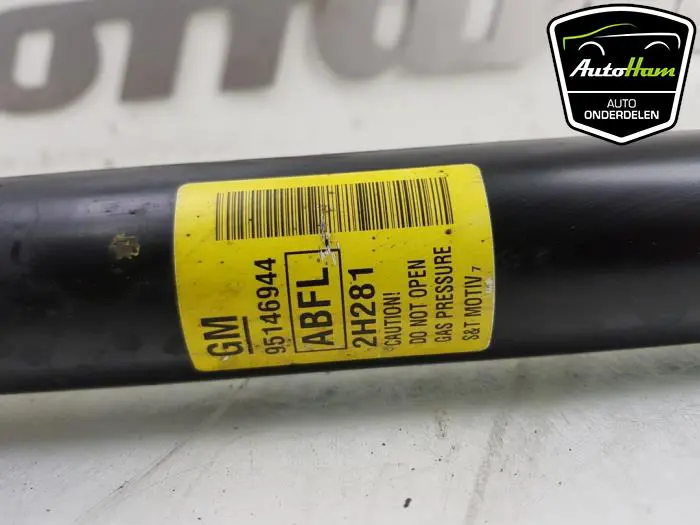 AutoHam
AUTO
ONDERDELEN
GM
95146944
ABFL
2H281
CAUTION!
DO NOT OPEN
GAS PRESSURE
S&T MOTIV 7